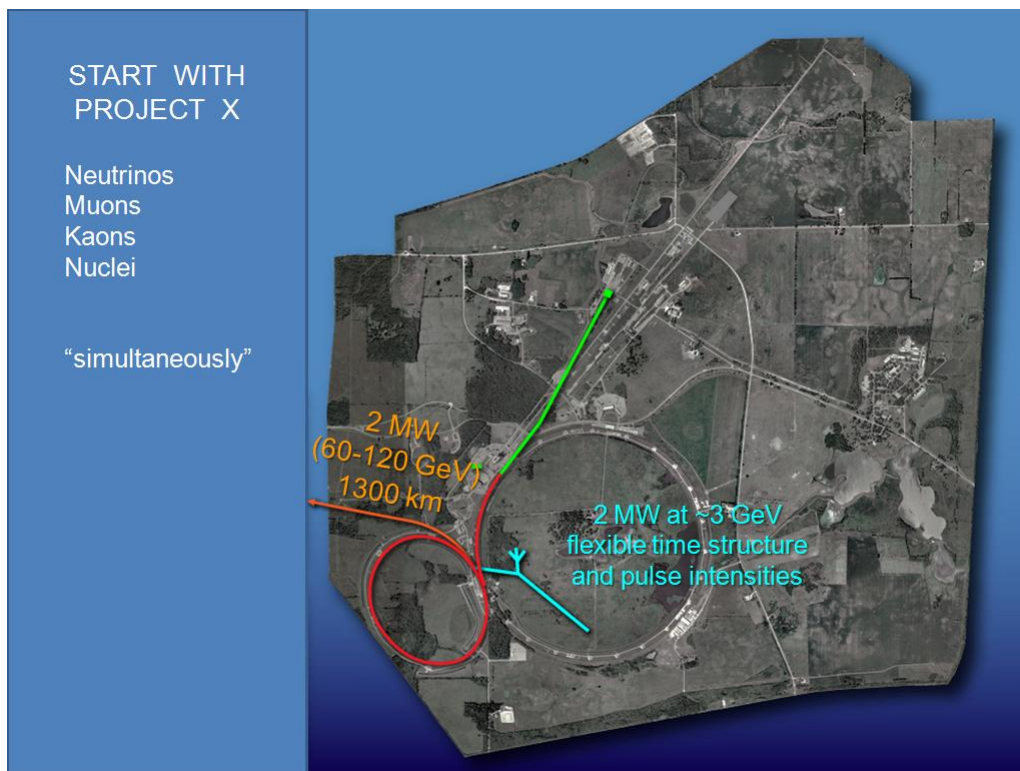 START WITH
PROJECT X
Neutrinos
Muons
Kaons
Nuclei
“simultaneously”
2 MW
(60-120 GeV)
1300 km
2 MW at ~3 GeV
flexible time structure
and pulse intensities